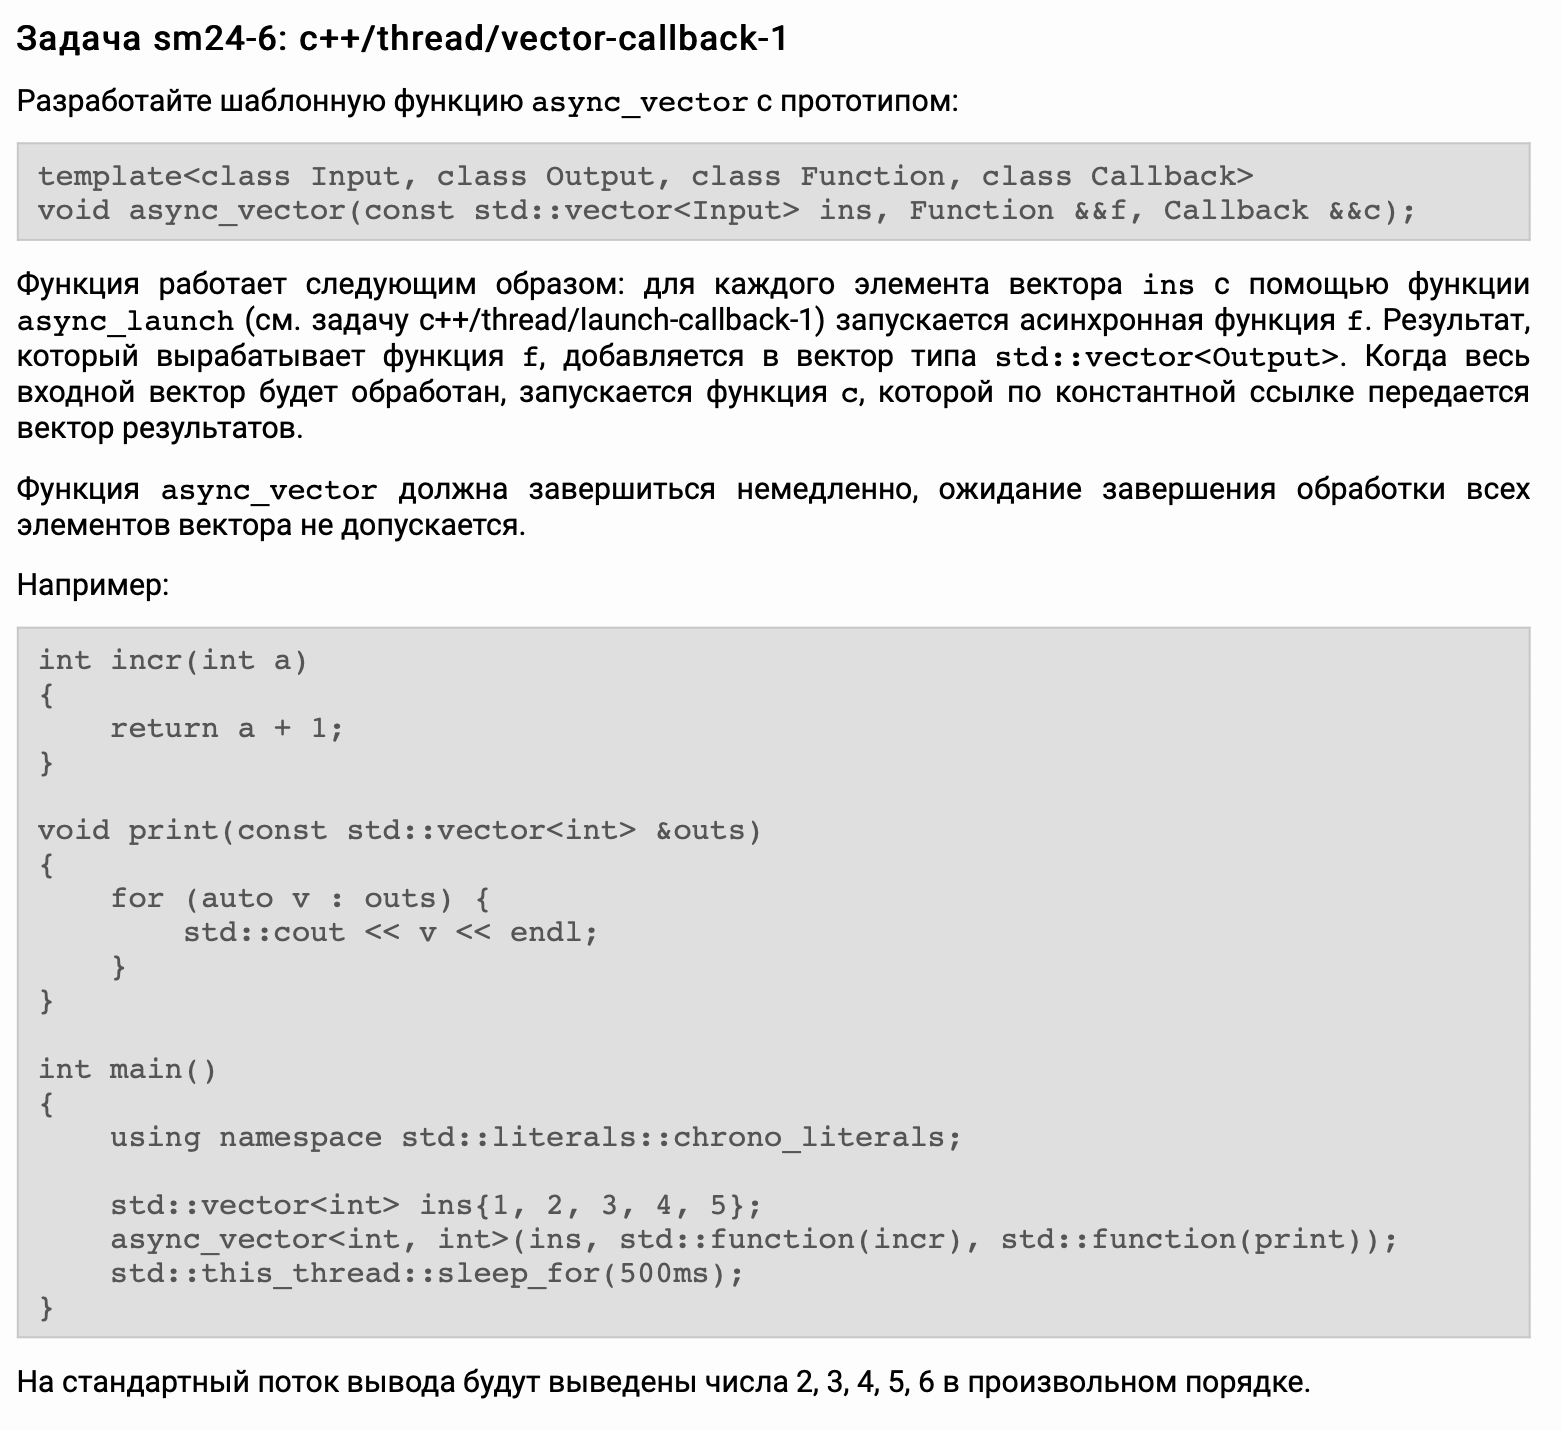 Задача sm24-6: c++/thread/vector-callback-1
Разработайте шаблонную функцию async_vector с прототипом:
template<class Input, class Output, class Function, class Callback>
void async_vector(const std::vector<Input> ins, Function &&f, Callback &&c);
Функция работает следующим образом: для каждого элемента вектора ins с помощью функции
async_launch (см. задачу c++/thread/launch-callback-1) запускается асинхронная функция f. Результат,
который вырабатывает функция f, добавляется в вектор типа std::vector<Output>. Когда весь
входной вектор будет обработан, запускается функция c, которой по константной ссылке передается
вектор результатов.
Функция async_vector должна завершиться немедленно, ожидание завершения обработки всех
элементов вектора не допускается.
Например:
int incr(int a)
{
    return a + 1;
}
void print(const std::vector<int> &outs)
{
    for (auto v : outs) {
        std::cout << v << endl;
    }
}
int main()
{
    using namespace std::literals::chrono_literals;
    std::vector<int> ins{1, 2, 3, 4, 5};
    async_vector<int, int>(ins, std::function(incr), std::function(print));
    std::this_thread::sleep_for(500ms);
}
На стандартный поток вывода будут выведены числа 2, 3, 4, 5, 6 в произвольном порядке.